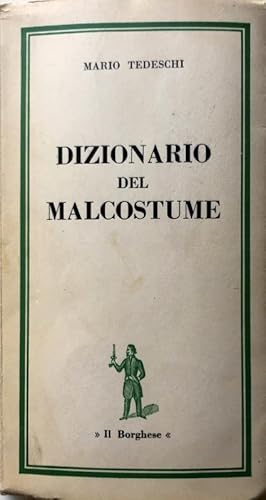 MARIO TEDESCHI
DIZIONARIO
DEL
MALCOSTUME
» Il Borghese «